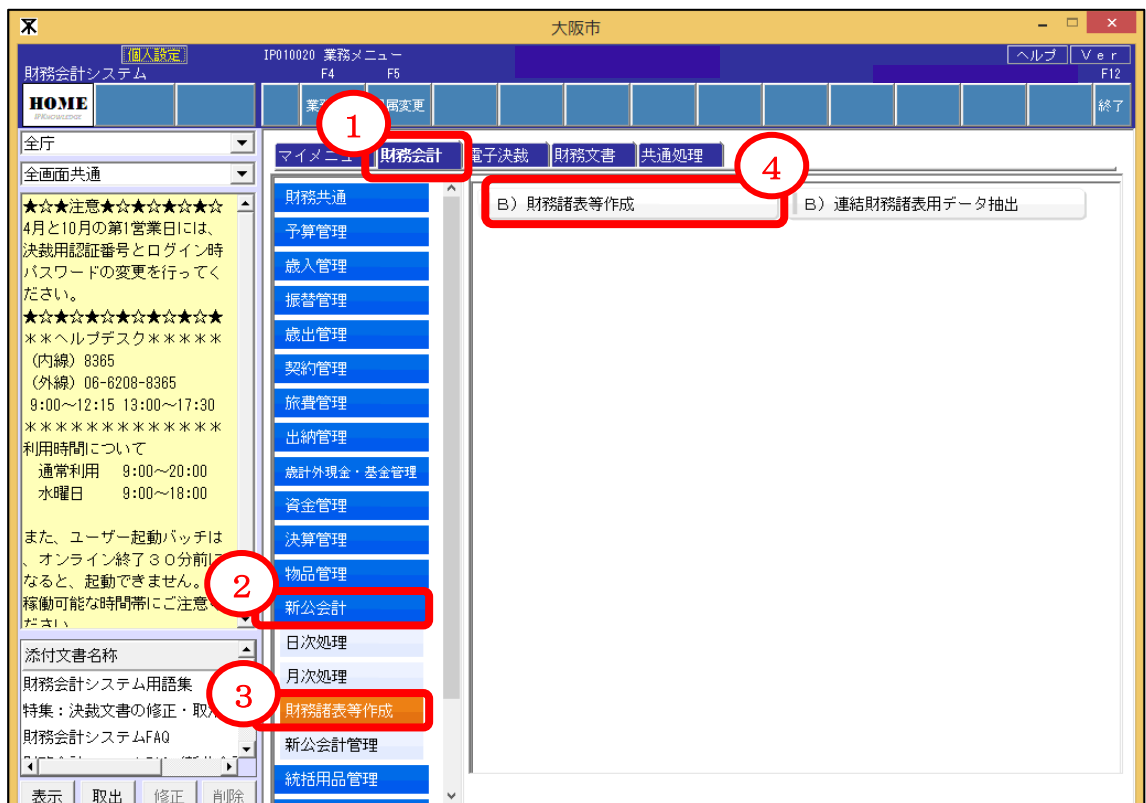 大阪市
個人設定
IP010020 業務メニュー
ヘルプ
Ver
財務会計システム
F4
F5
F12
HOME
IPKNOWLEDGE
業
属変更
終了
1
全庁
マイメニュー
財務会計
電子決裁
財務文書
共通処理
全画面共通
4
★☆★注意★☆★☆★☆★☆
4月と10月の第1営業日には、
決裁用認証番号とログイン時
パスワードの変更を行ってく
ださい。
★☆★☆★☆★☆★☆★☆★
**ヘルプデスク*****
(内線) 8365
(外線) 06-6208-8365
9:00～12:15 13:00～17:30
*************
利用時間について
通常利用 9:00～20:00
水曜日 9:00～18:00
また、ユーザー起動バッチは
、オンライン終了30分前に
なると、起動できません。
稼働可能な時間帯にご注意
ださい
財務共通
予算管理
歳入管理
振替管理
歳出管理
契約管理
旅費管理
出納管理
歳計外現金・基金管理
資金管理
決算管理
物品管理
2
新公会計
日次処理
月次処理
3
財務諸表等作成
新公会計管理
統括用品管理
B）財務諸表等作成
B）連結財務諸表用データ抽出
添付文書名称
財務会計システム用語集
特集：決裁文書の修正・取
財務会計システムFAQ
表示
取出
修正
削除